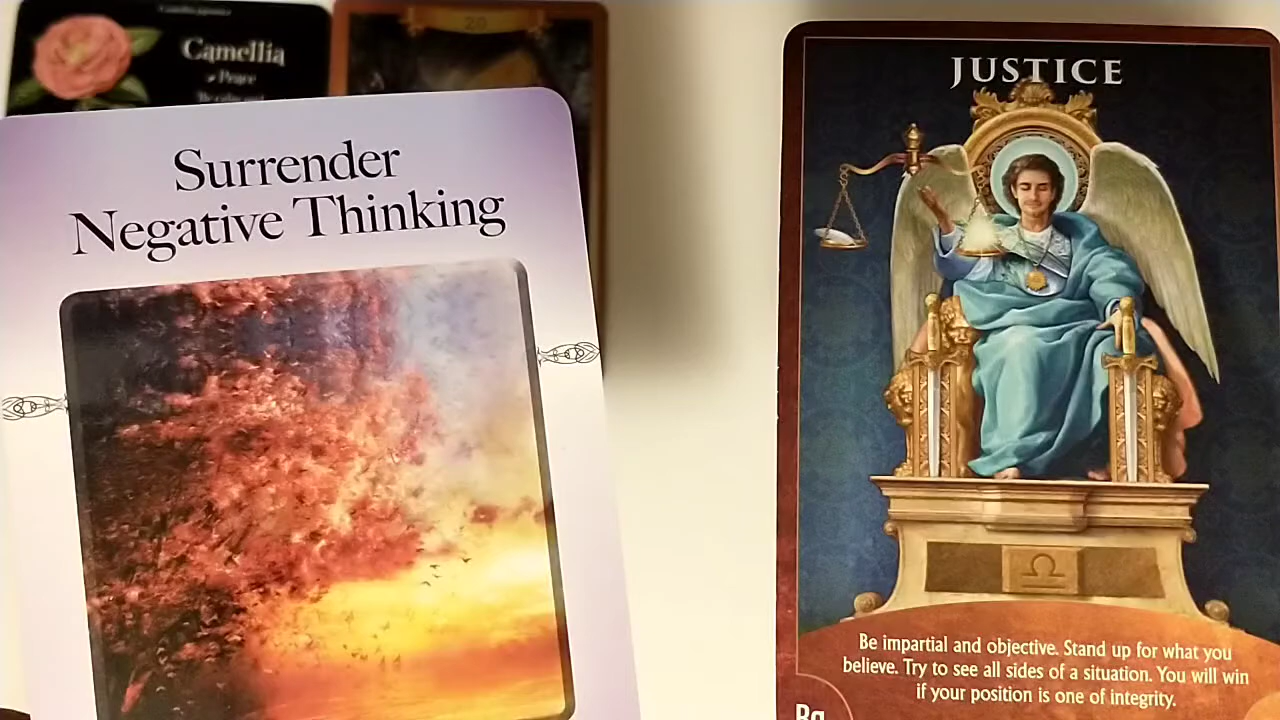 Camellia
Peace
20
Surrender
Negative Thinking
JUSTICE
Be impartial and objective. Stand up for what you
believe. Try to see all sides of a situation. You will win
if your position is one of integrity.